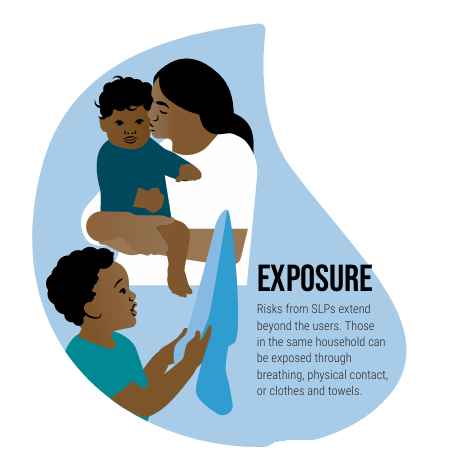 EXPOSURE
Risks from SLPs extend
beyond the users. Those
in the same household can
be exposed through
breathing, physical contact,
or clothes and towels.